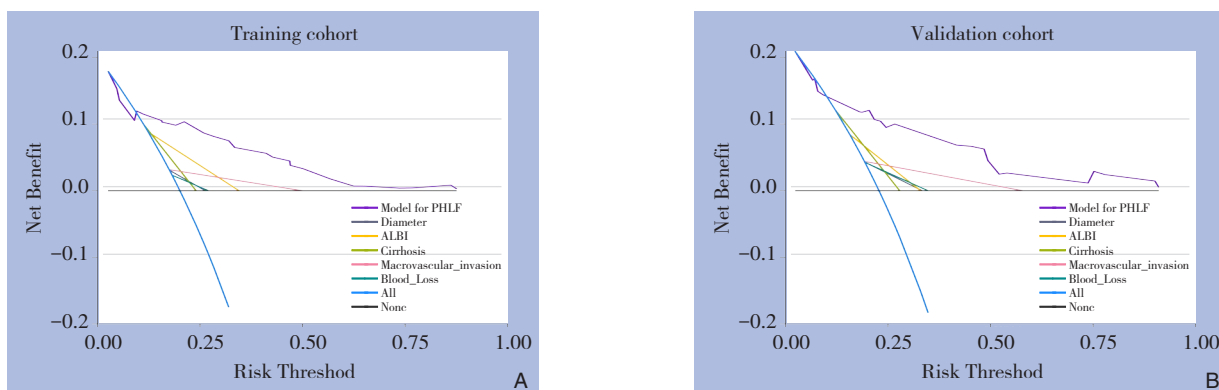 Training cohort
0.2
0.1
0.0
−0.1
−0.2
Net Benefit
Model for PHLF
Diameter
ALBI
Cirrhosis
Macrovascular_invasion
Blood_Loss
All
Nonc
0.00 0.25 0.50 0.75 1.00
Risk Threshod
A
Validation cohort
0.2
0.1
0.0
−0.1
−0.2
Net Benefit
Model for PHLF
Diameter
ALBI
Cirrhosis
Macrovascular_invasion
Blood_Loss
All
Nonc
0.00 0.25 0.50 0.75 1.00
Risk Threshod
B